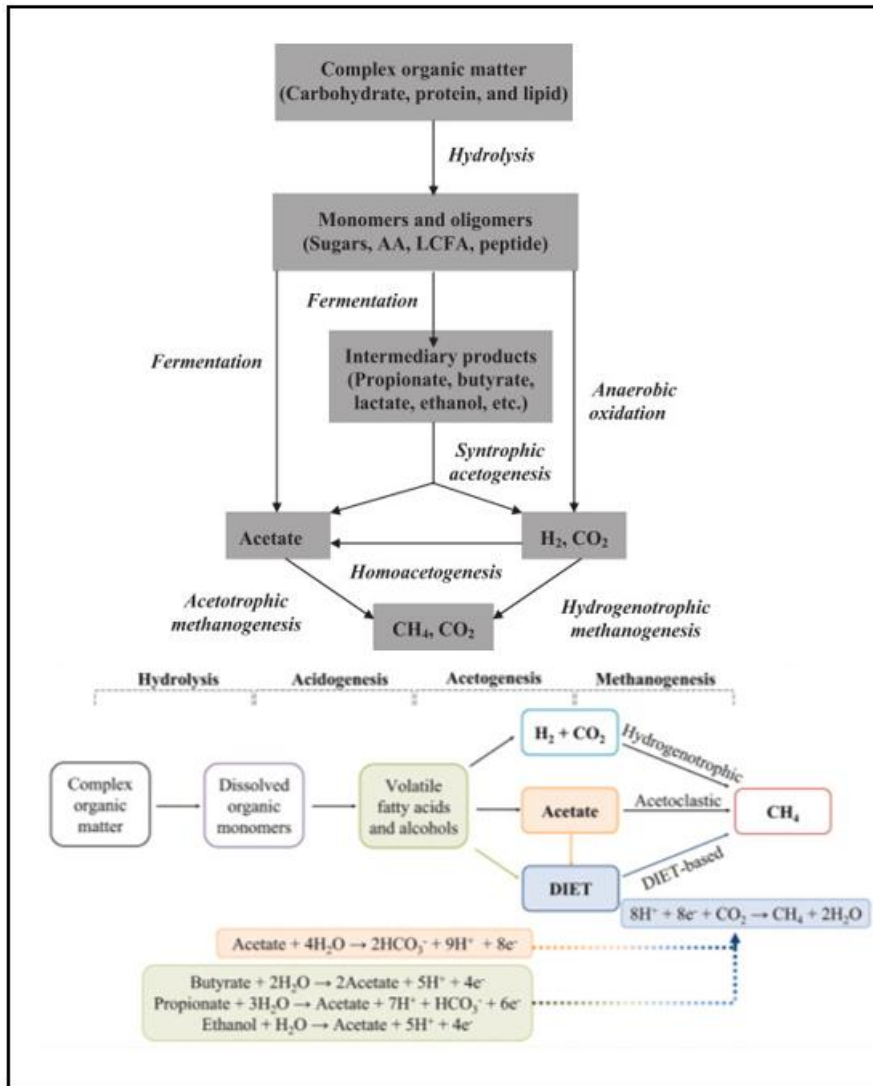 Complex organic matter
(Carbohydrate, protein, and lipid)
Hydrolysis
Monomers and oligomers
(Sugars, AA, LCFA, peptide)
Fermentation
Fermentation
Intermediary products
(Propionate, butyrate,
lactate, ethanol, etc.)
Anaerobic
oxidation
Syntrophic
acetogenesis
Acetate
H₂, CO₂
Homoacetogenesis
Acetotrophic
methanogenesis
CH₄, CO₂
Hydrogenotrophic
methanogenesis
Hydrolysis Acidogenesis Acetogenesis Methanogenesis
Complex
organic
matter
Dissolved
organic
monomers
Volatile
fatty acids
and alcohols
H₂ + CO₂
Hydrogenotrophic
Acetate
Acetoclastic
CH₄
DIET
DIET-based
8H⁺ + 8e⁻ + CO₂ → CH₄ + 2H₂O
Acetate + 4H₂O → 2HCO₃⁻ + 9H⁺ + 8e⁻
Butyrate + 2H₂O → 2Acetate + 5H⁺ + 4e⁻
Propionate + 3H₂O → Acetate + 7H⁺ + HCO₃⁻ + 6e⁻
Ethanol + H₂O → Acetate + 5H⁺ + 4e⁻